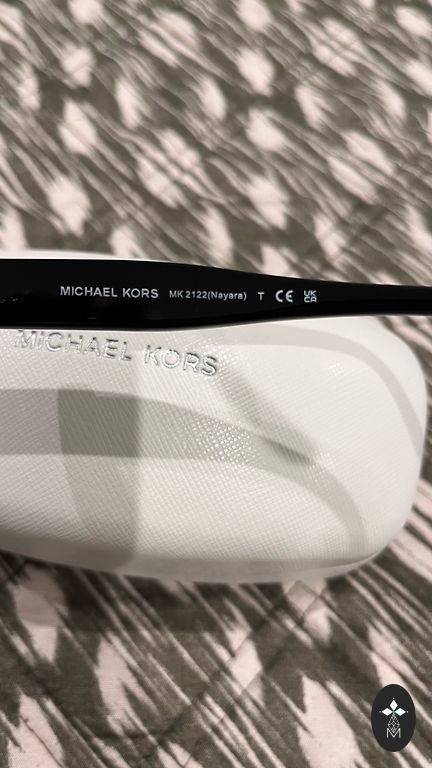 MICHAEL KORS MK 2122(Nayara) T CE UK CA
MICHAEL KORS
M